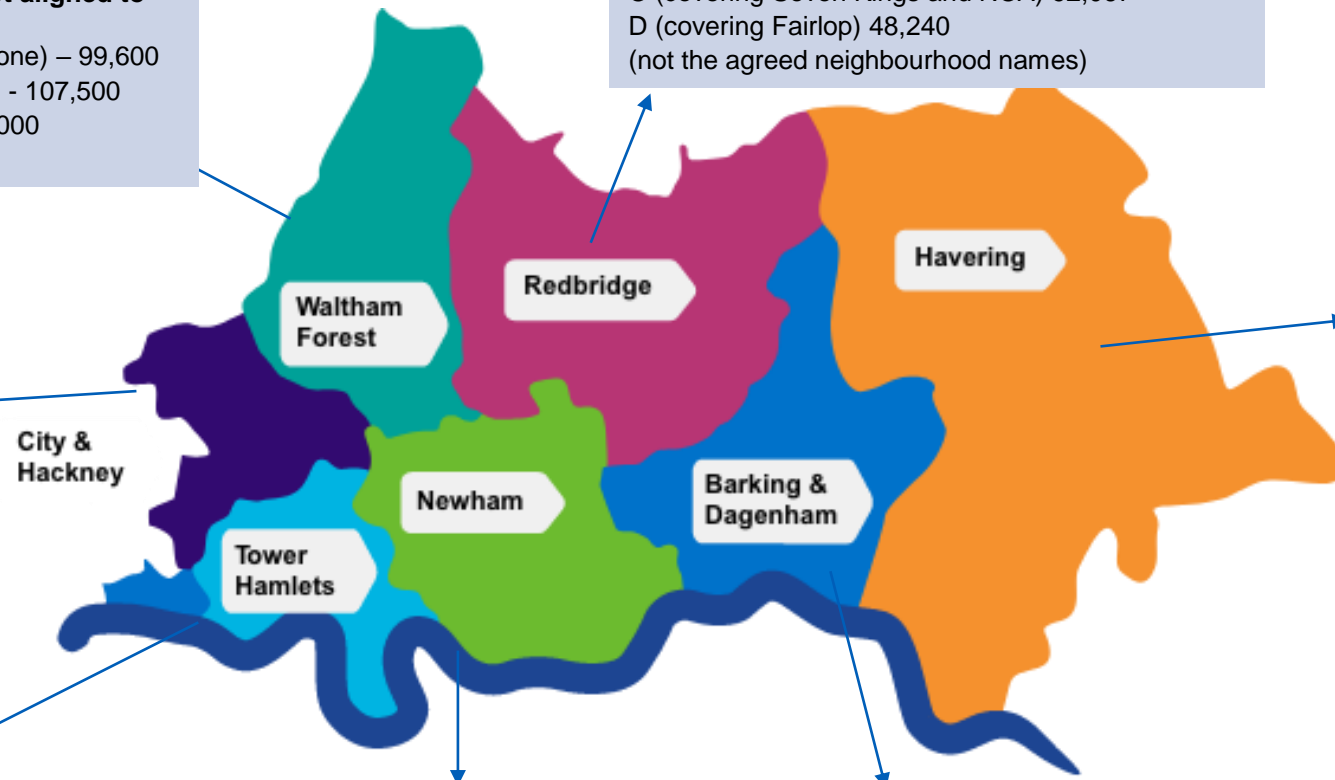 aligned to
one) – 99,600
- 107,500
000
D (covering Fairlop) 48,240
(not the agreed neighbourhood names)
Havering
Redbridge
Waltham
Forest
City &
Hackney
Newham
Barking &
Dagenham
Tower
Hamlets